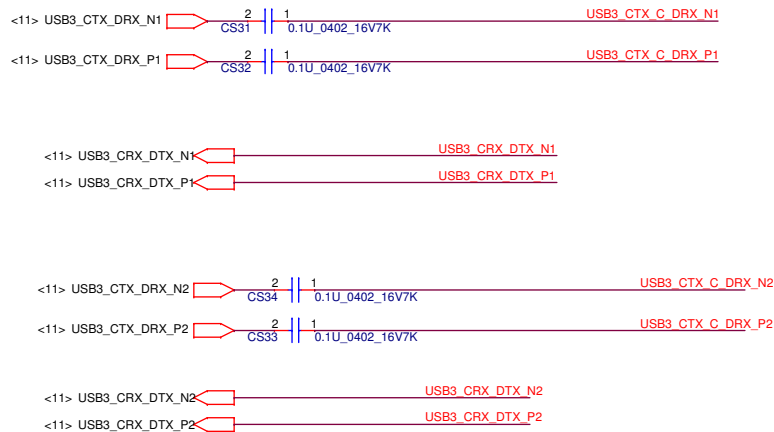 <11> USB3_CTX_DRX_N1 2 1 USB3_CTX_C_DRX_N1
CS31 0.1U_0402_16V7K
<11> USB3_CTX_DRX_P1 2 1 USB3_CTX_C_DRX_P1
CS32 0.1U_0402_16V7K
<11> USB3_CRX_DTX_N1 USB3_CRX_DTX_N1
<11> USB3_CRX_DTX_P1 USB3_CRX_DTX_P1
<11> USB3_CTX_DRX_N2 2 1 USB3_CTX_C_DRX_N2
CS34 0.1U_0402_16V7K
<11> USB3_CTX_DRX_P2 2 1 USB3_CTX_C_DRX_P2
CS33 0.1U_0402_16V7K
<11> USB3_CRX_DTX_N2 USB3_CRX_DTX_N2
<11> USB3_CRX_DTX_P2 USB3_CRX_DTX_P2